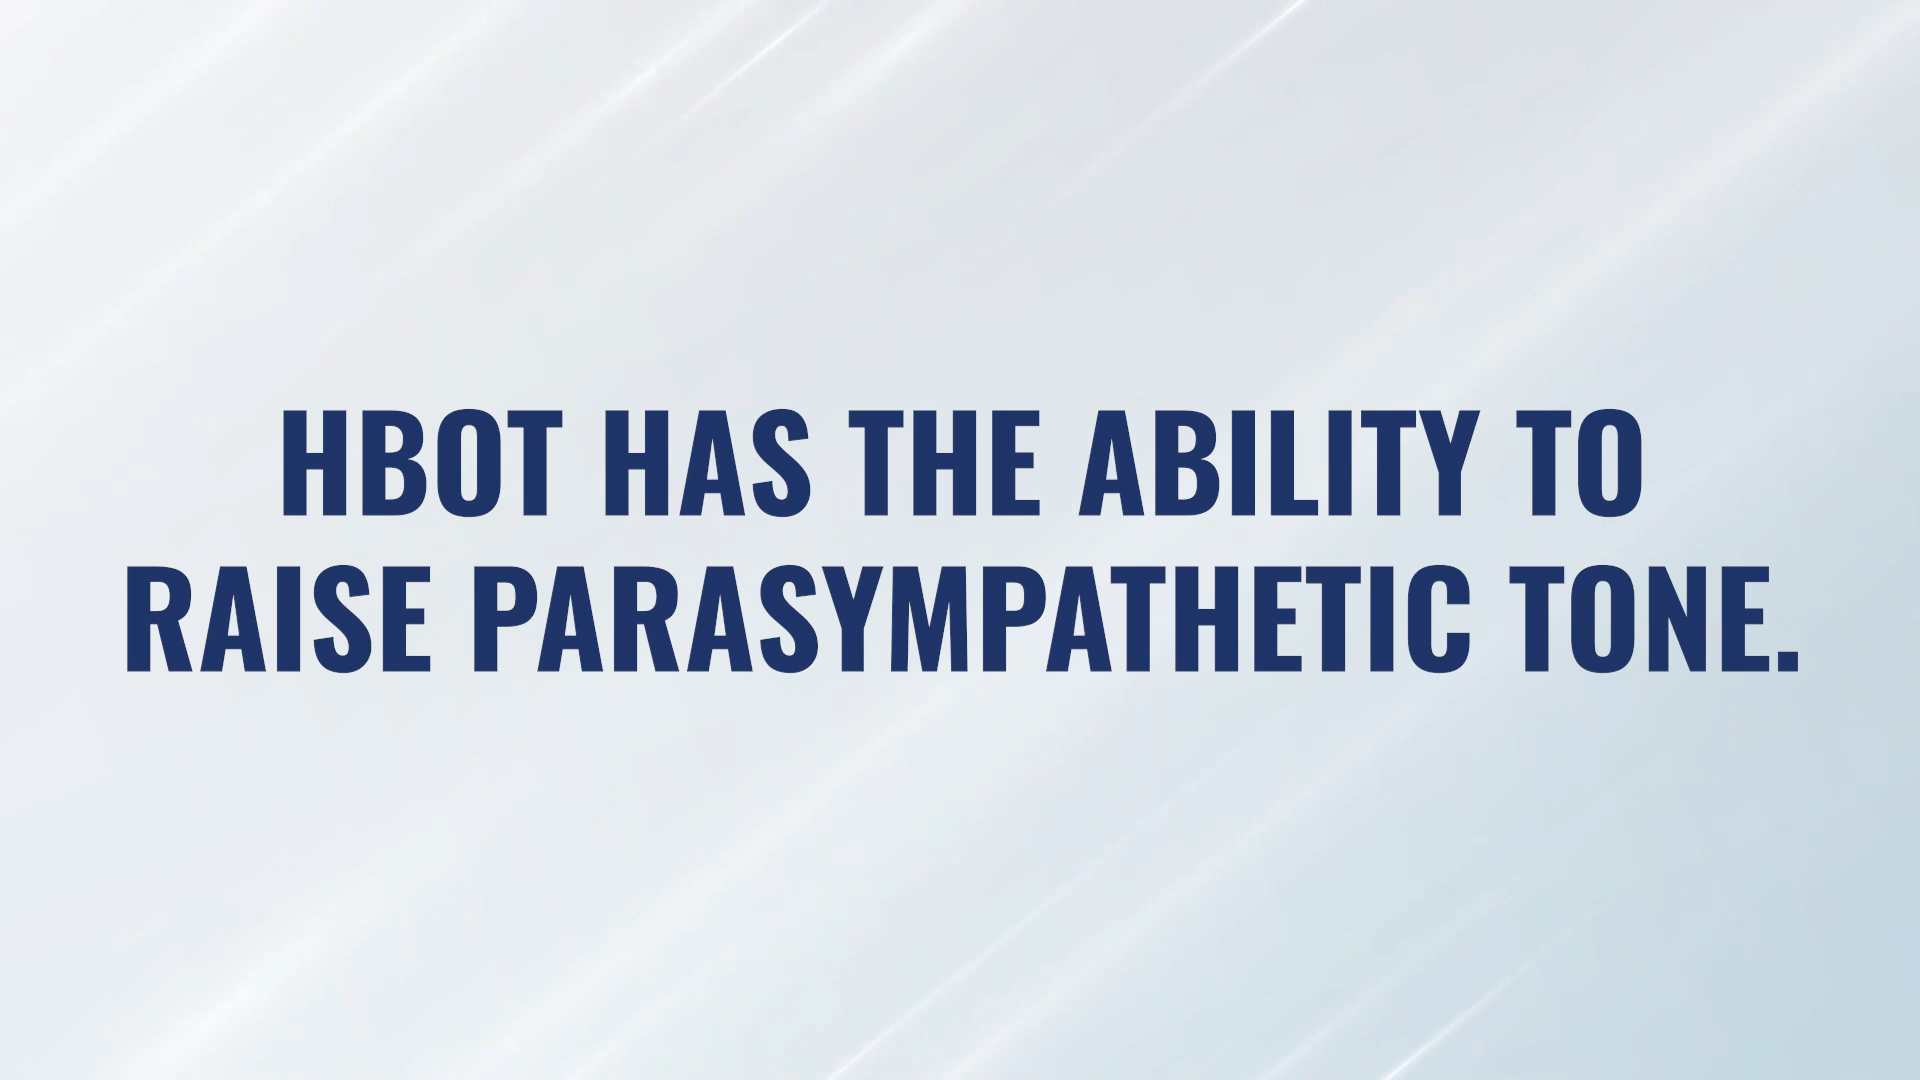 HBOT HAS THE ABILITY TO
RAISE PARASYMPATHETIC TONE.